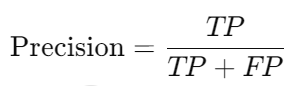 Precision = TP / TP + FP